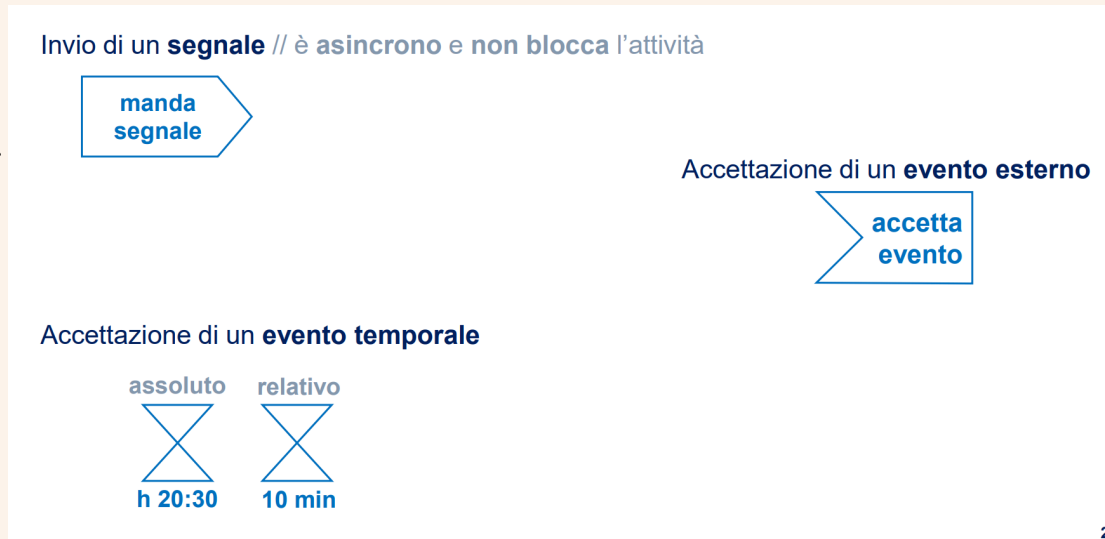 Invio di un segnale // è asincrono e non blocca l'attività
manda
segnale
Accettazione di un evento esterno
accetta
evento
Accettazione di un evento temporale
assoluto relativo
h 20:30 10 min
2